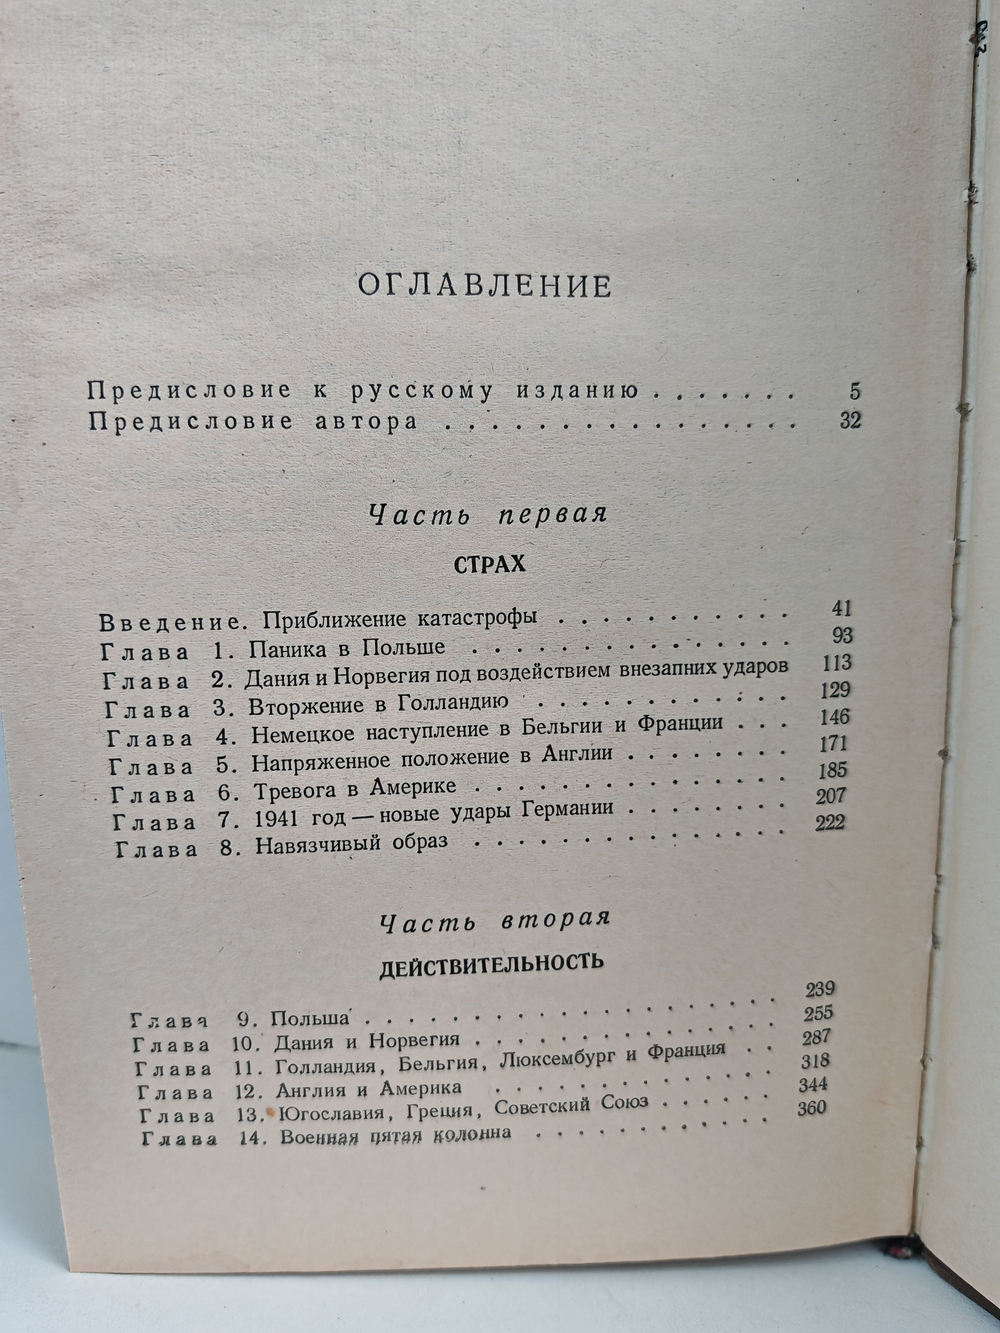 ОГЛАВЛЕНИЕ
Предисловие к русскому изданию . . . . . . . 5
Предисловие автора . . . . . . . . . . . . . . . . 32
Часть первая
СТРАХ
Введение. Приближение катастрофы . . . . . . . . . . . 41
Глава 1. Паника в Польше . . . . . . . . . . . . . . 93
Глава 2. Дания и Норвегия под воздействием внезапних ударов 113
Глава 3. Вторжение в Голландию . . . . . . . . . . . 129
Глава 4. Немецкое наступление в Бельгии и Франции . . . 146
Глава 5. Напряженное положение в Англии . . . . . . . 171
Глава 6. Тревога в Америке . . . . . . . . . . . . . . 185
Глава 7. 1941 год — новые удары Германии . . . . . . . 207
Глава 8. Навязчивый образ . . . . . . . . . . . . . . 222
Часть вторая
ДЕЙСТВИТЕЛЬНОСТЬ
Глава 9. Польша . . . . . . . . . . . . . . . . . . 239
Глава 10. Дания и Норвегия . . . . . . . . . . . . . 255
Глава 11. Голландия, Бельгия, Люксембург и Франция . . 287
Глава 12. Англия и Америка . . . . . . . . . . . . 318
Глава 13. Югославия, Греция, Советский Союз . . . . . . 344
Глава 14. Военная пятая колонна . . . . . . . . . . . 360